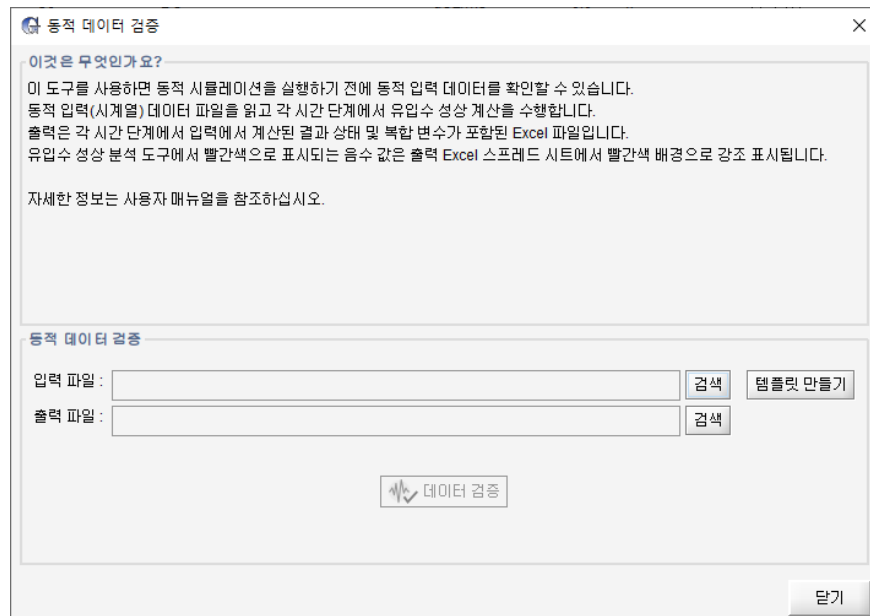 동적 데이터 검증
이것은 무엇인가요?
이 도구를 사용하면 동적 시뮬레이션을 실행하기 전에 동적 입력 데이터를 확인할 수 있습니다.
동적 입력(시계열) 데이터 파일을 읽고 각 시간 단계에서 유입수 성상 계산을 수행합니다.
출력은 각 시간 단계에서 입력에서 계산된 결과 상태 및 복합 변수가 포함된 Excel 파일입니다.
유입수 성상 분석 도구에서 빨간색으로 표시되는 음수 값은 출력 Excel 스프레드 시트에서 빨간색 배경으로 강조 표시됩니다.
자세한 정보는 사용자 매뉴얼을 참조하십시오.
동적 데이터 검증
입력 파일 : 검색 템플릿 만들기
출력 파일 : 검색
데이터 검증
닫기